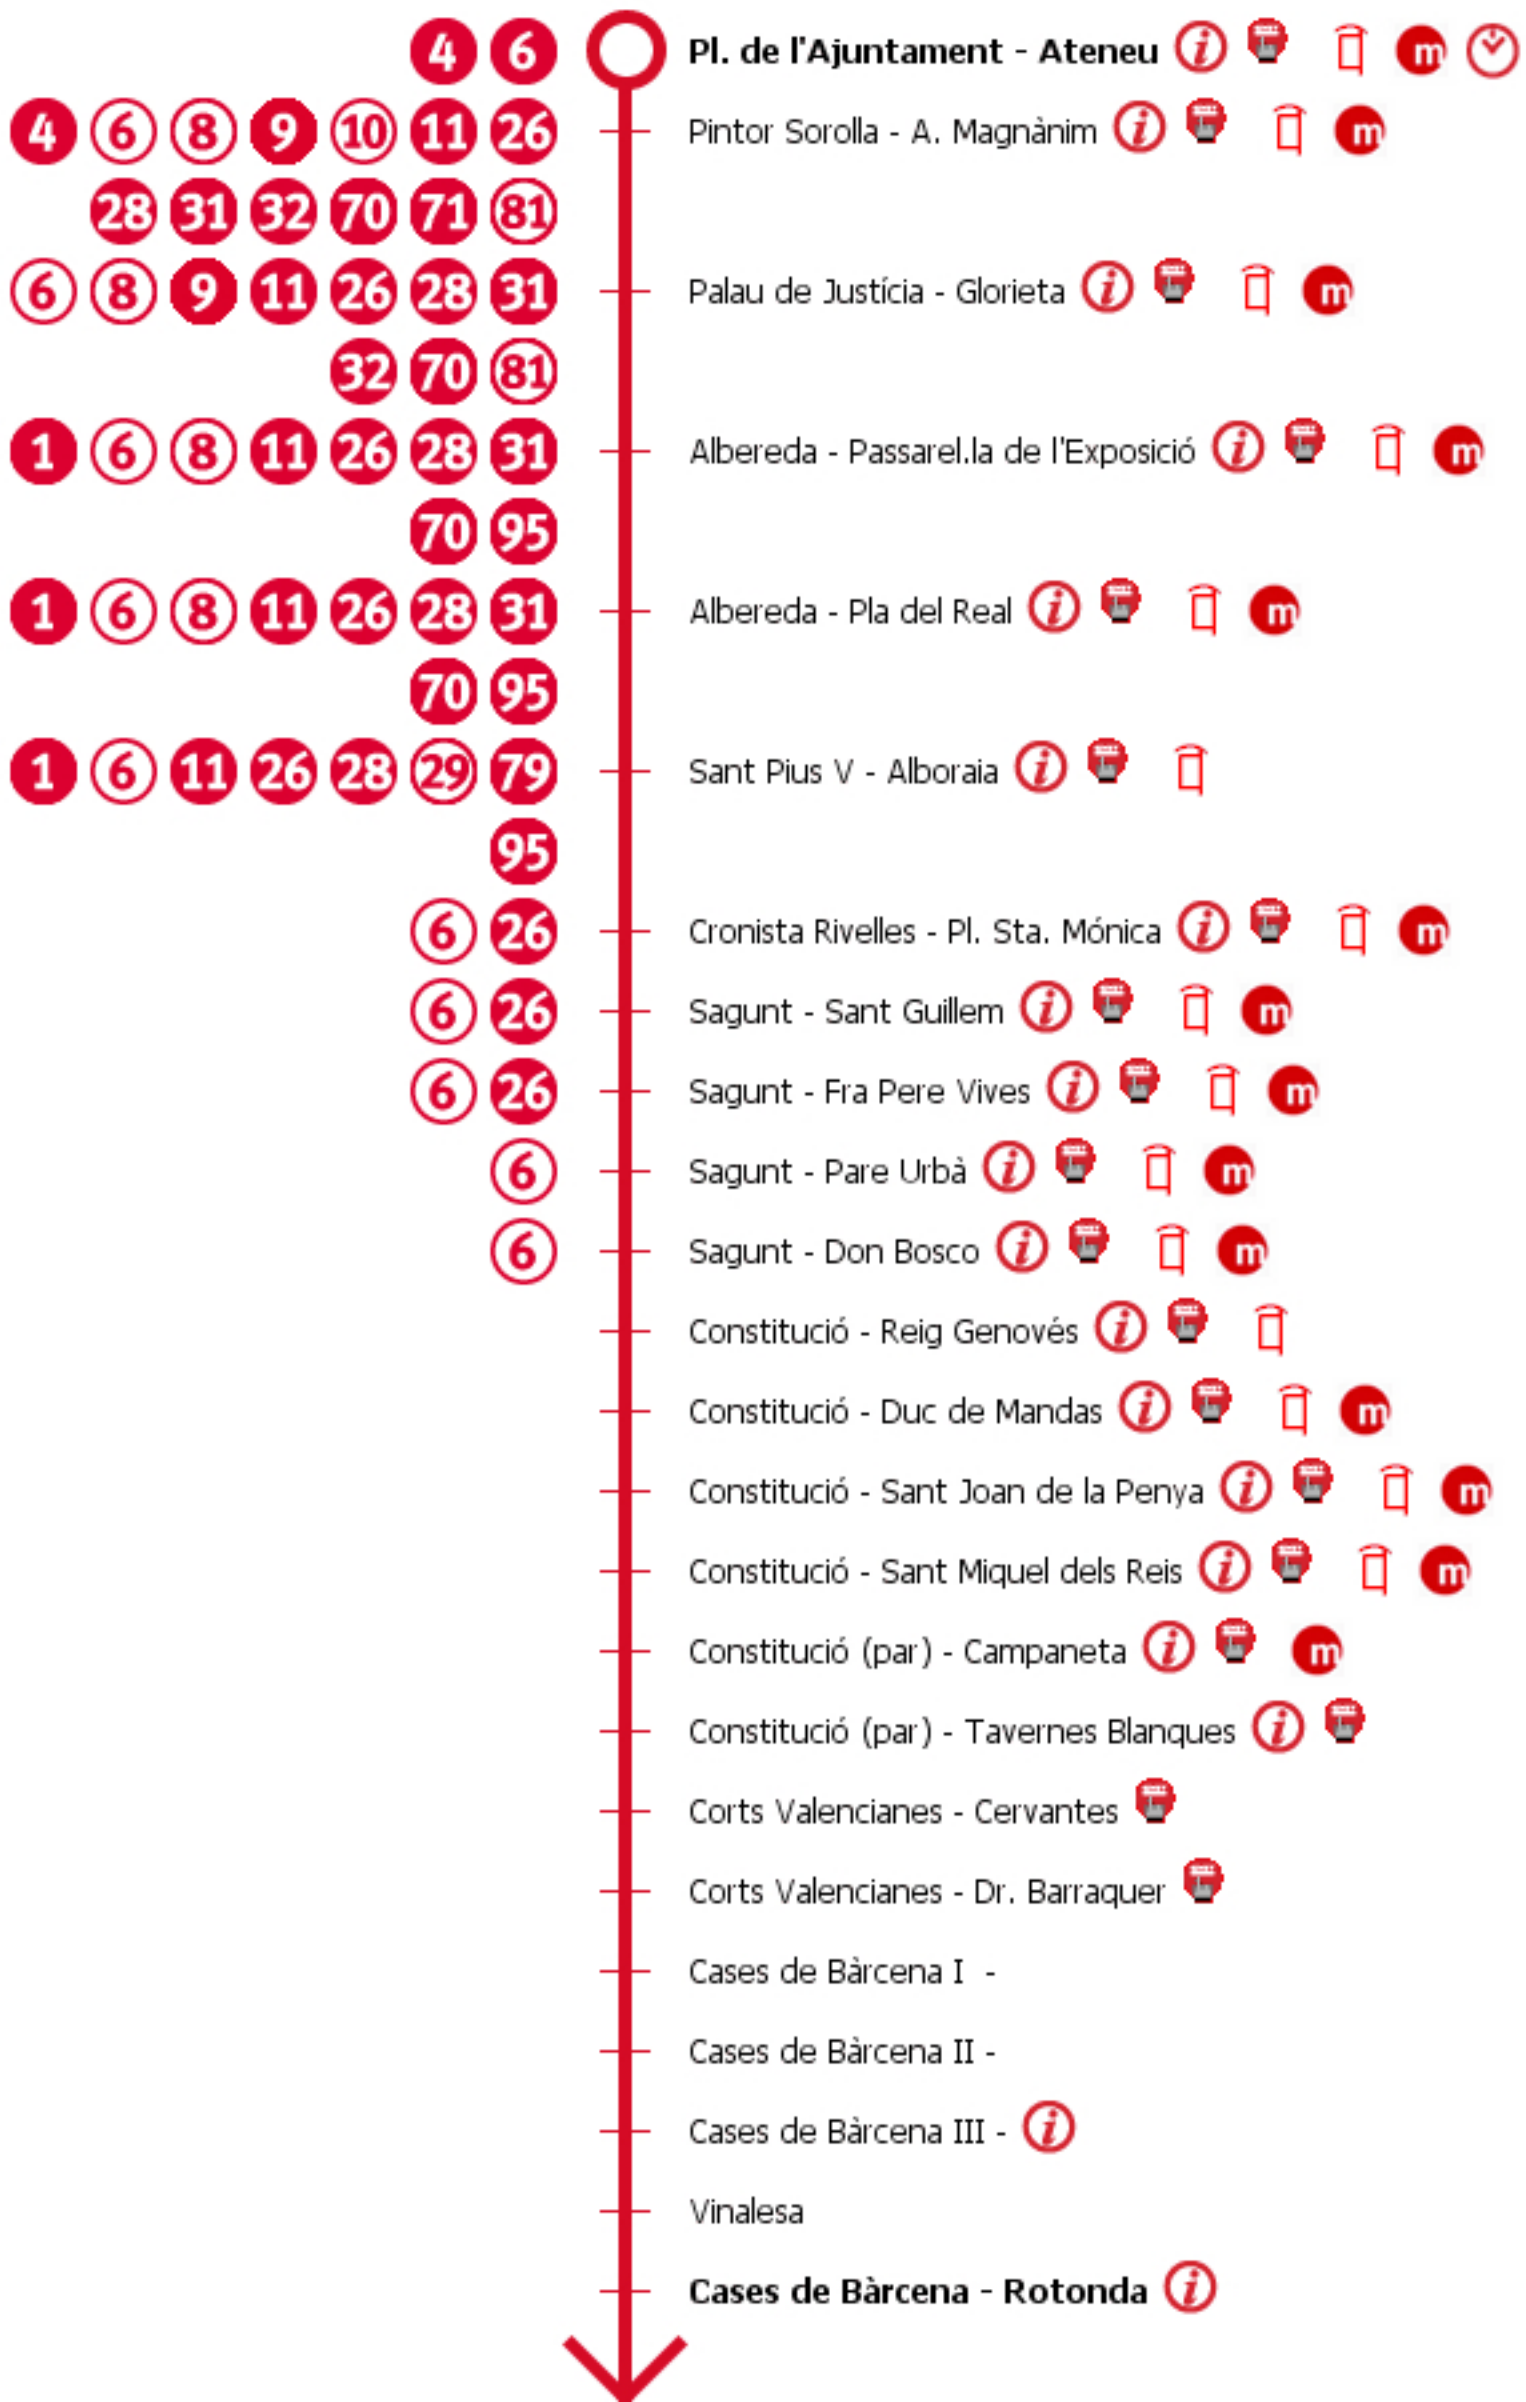 4 6 Pl. de l'Ajuntament - Ateneu i m
4 6 8 9 10 11 26 Pintor Sorolla - A. Magnànim i m
28 31 32 70 71 81
6 8 9 11 26 28 31 Palau de Justícia - Glorieta i m
32 70 81
1 6 8 11 26 28 31 Albereda - Passarel.la de l'Exposició i m
70 95
1 6 8 11 26 28 31 Albereda - Pla del Real i m
70 95
1 6 11 26 28 29 79 Sant Pius V - Alboraia i
95
6 26 Cronista Rivelles - Pl. Sta. Mónica i m
6 26 Sagunt - Sant Guillem i m
6 26 Sagunt - Fra Pere Vives i m
6 Sagunt - Pare Urbà i m
6 Sagunt - Don Bosco i m
Constitució - Reig Genovés i
Constitució - Duc de Mandas i m
Constitució - Sant Joan de la Penya i m
Constitució - Sant Miquel dels Reis i m
Constitució (par) - Campaneta i m
Constitució (par) - Tavernes Blanques i
Corts Valencianes - Cervantes
Corts Valencianes - Dr. Barraquer
Cases de Bàrcena I -
Cases de Bàrcena II -
Cases de Bàrcena III - i
Vinalesa
Cases de Bàrcena - Rotonda i